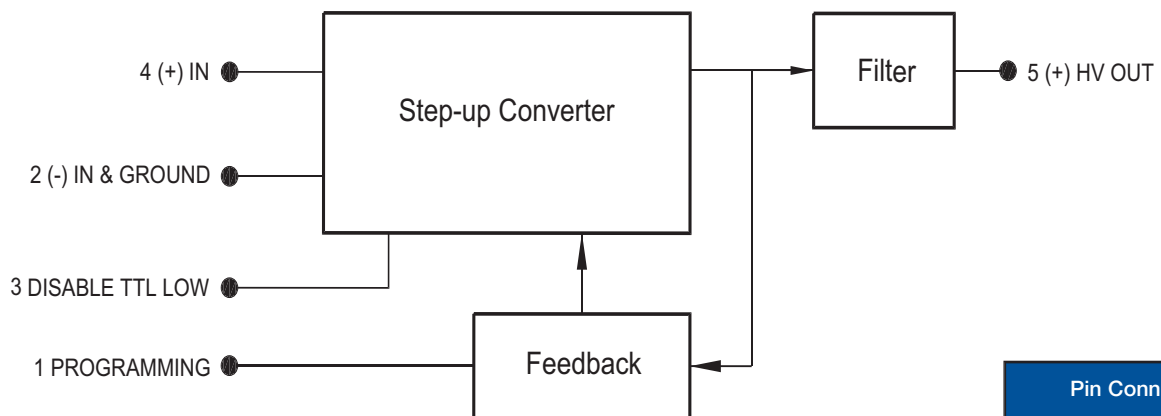 4 (+) IN
Step-up Converter
Filter
5 (+) HV OUT
2 (-) IN & GROUND
3 DISABLE TTL LOW
1 PROGRAMMING
Feedback
Pin Conn